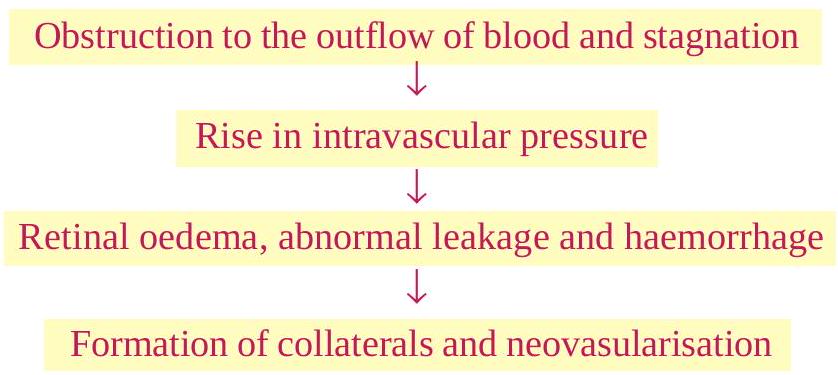 Obstruction to the outflow of blood and stagnation
Rise in intravascular pressure
Retinal oedema, abnormal leakage and haemorrhage
Formation of collaterals and neovasularisation